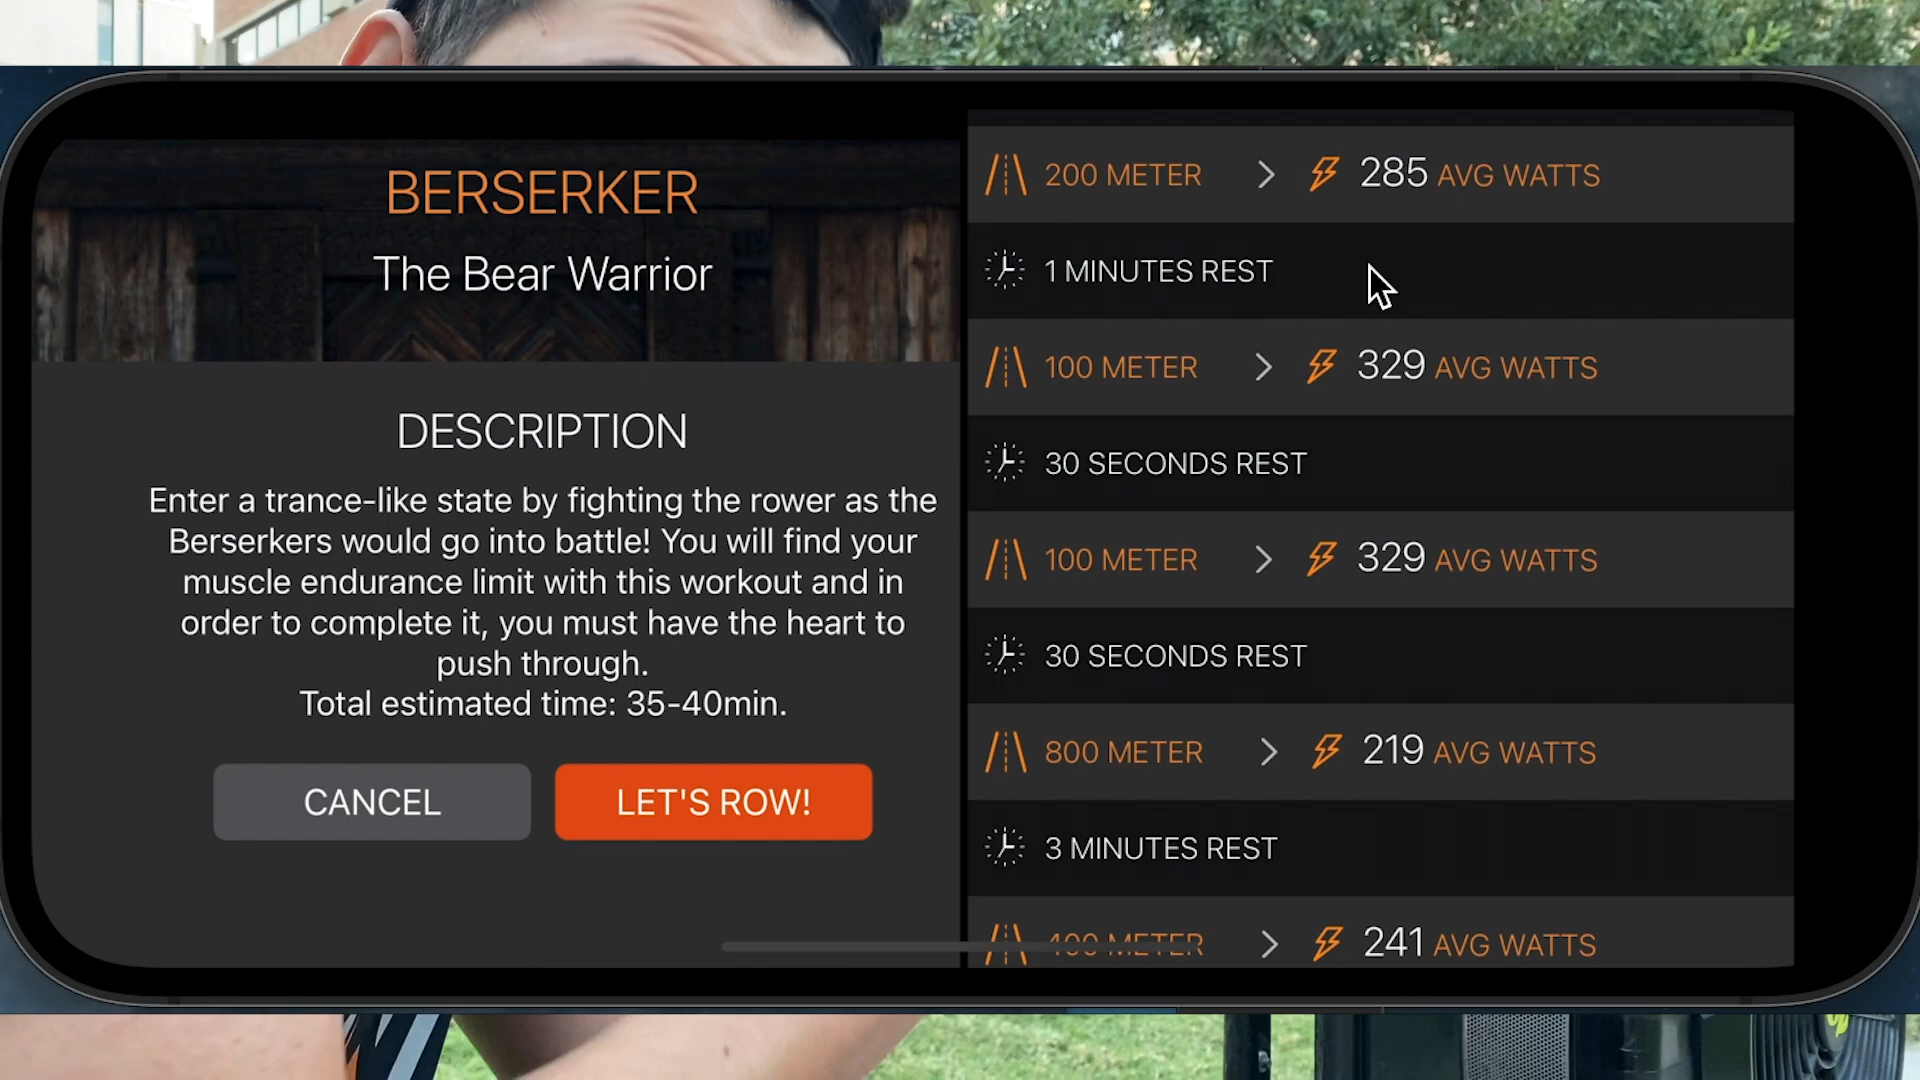 BERSERKER
The Bear Warrior
DESCRIPTION
Enter a trance-like state by fighting the rower as the
Berserkers would go into battle! You will find your
muscle endurance limit with this workout and in
order to complete it, you must have the heart to
push through.
Total estimated time: 35-40min.
CANCEL
LET'S ROW!
200 METER > 285 AVG WATTS
1 MINUTES REST
100 METER > 329 AVG WATTS
30 SECONDS REST
100 METER > 329 AVG WATTS
30 SECONDS REST
800 METER > 219 AVG WATTS
3 MINUTES REST
400 METER > 241 AVG WATTS